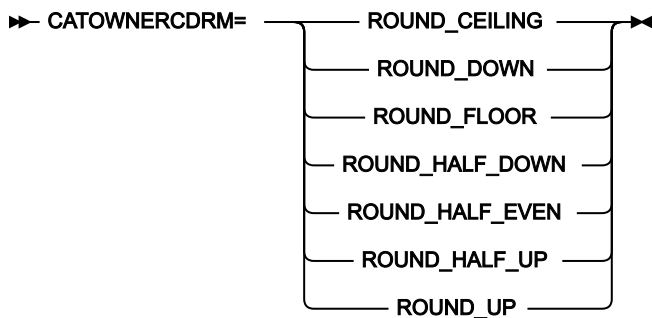 CATOWNERCDRM= ROUND_CEILING
ROUND_DOWN
ROUND_FLOOR
ROUND_HALF_DOWN
ROUND_HALF_EVEN
ROUND_HALF_UP
ROUND_UP